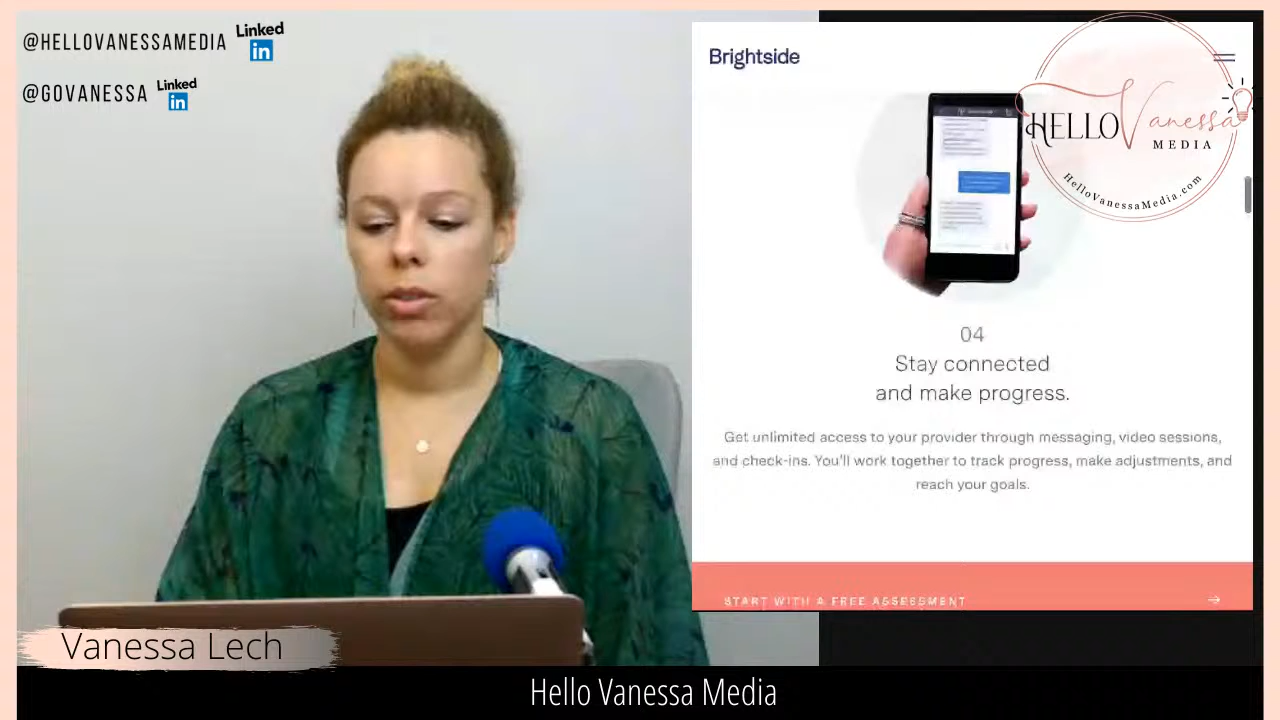 @HELLOVANESSAMEDIA
Linked in
@GOVANESSA
Linked in
Brightside
HELLO Vanessa
MEDIA
HelloVanessaMedia.com
04
Stay connected
and make progress.
Get unlimited access to your provider through messaging, video sessions,
and check-ins. You'll work together to track progress, make adjustments, and
reach your goals.
START WITH A FREE ASSESSMENT
Vanessa Lech
Hello Vanessa Media